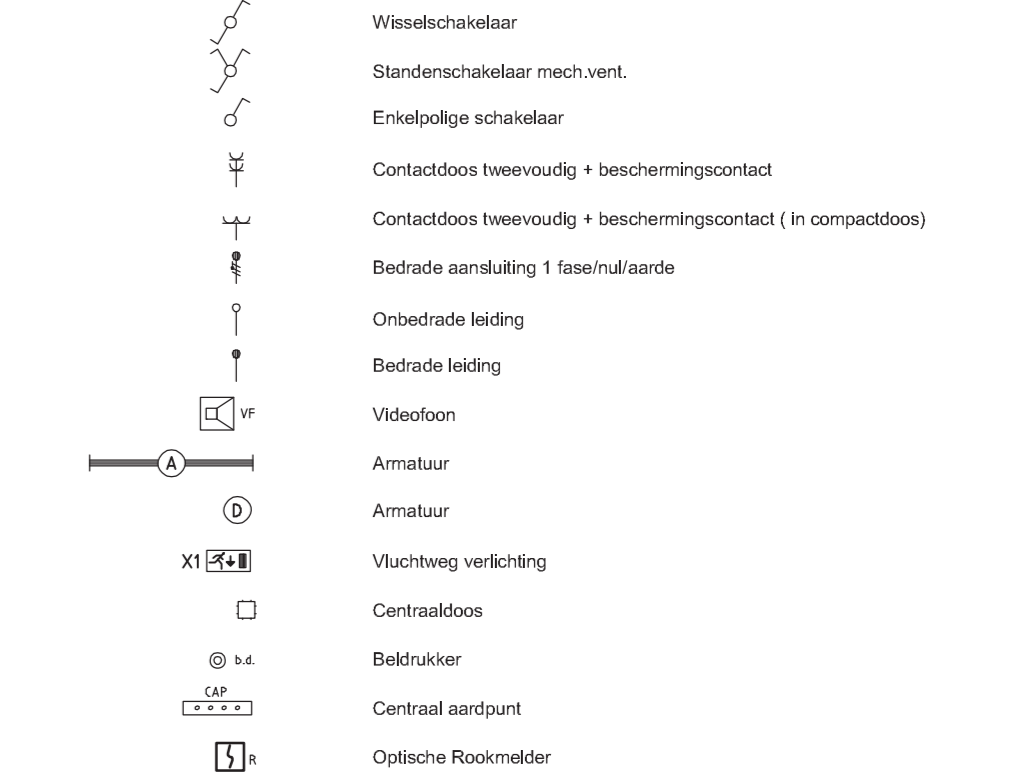 Wisselschakelaar
Standenschakelaar mech.vent.
Enkelpolige schakelaar
Contactdoos tweevoudig + beschermingscontact
Contactdoos tweevoudig + beschermingscontact ( in compactdoos)
Bedrade aansluiting 1 fase/nul/aarde
Onbedrade leiding
Bedrade leiding
VF Videofoon
A Armatuur
D Armatuur
X1 Vluchtweg verlichting
Centraaldoos
b.d. Beldrukker
CAP
Centraal aardpunt
R Optische Rookmelder